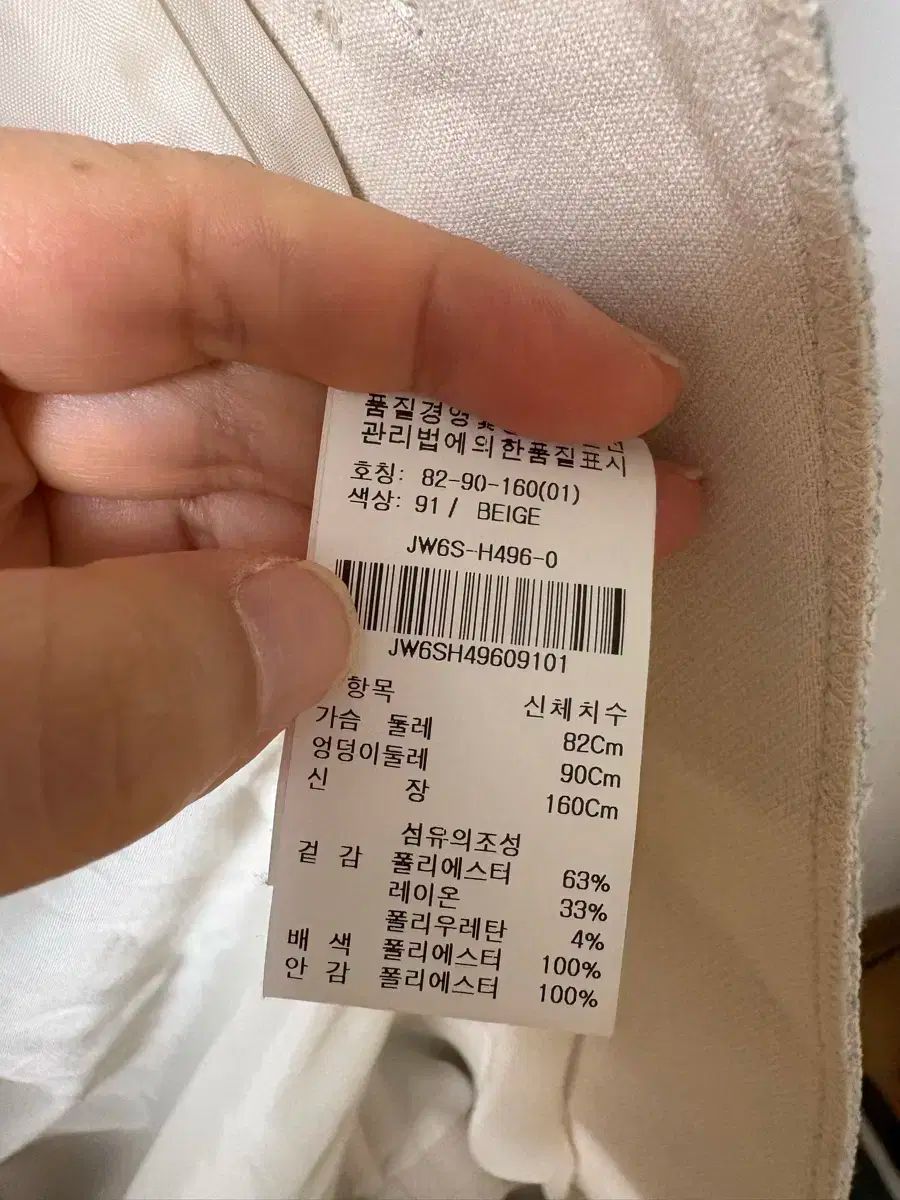 품질경영
관리법에의한품질표시
호칭: 82-90-160(01)
색상: 91 / BEIGE
JW6S-H496-0
JW6SH49609101
항목 신체치수
가슴 둘레 82Cm
엉덩이둘레 90Cm
신 장 160Cm
섬유의조성
겉 감 폴리에스터 63%
레이온 33%
폴리우레탄 4%
배 색 폴리에스터 100%
안 감 폴리에스터 100%